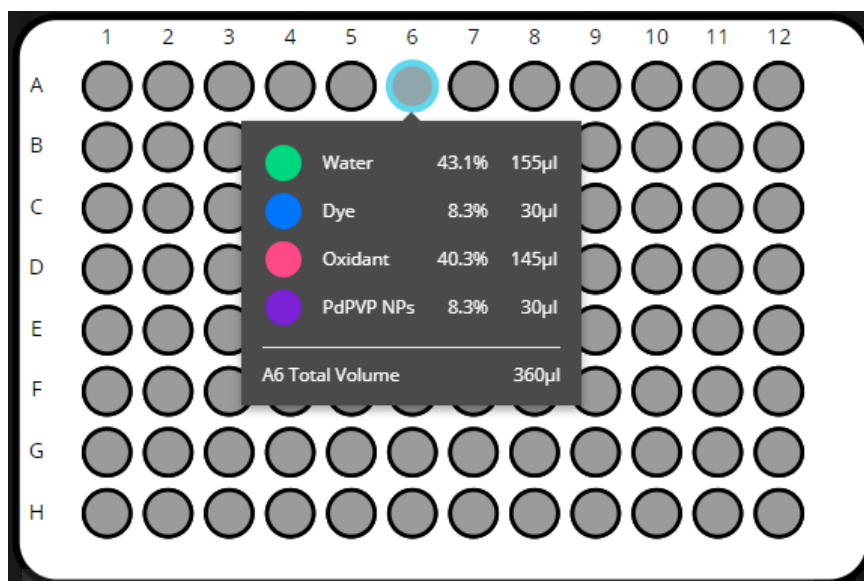 1 2 3 4 5 6 7 8 9 10 11 12
A
B
Water 43.1% 155µl
C
Dye 8.3% 30µl
Oxidant 40.3% 145µl
D
PdPVP NPs 8.3% 30µl
E
A6 Total Volume 360µl
F
G
H